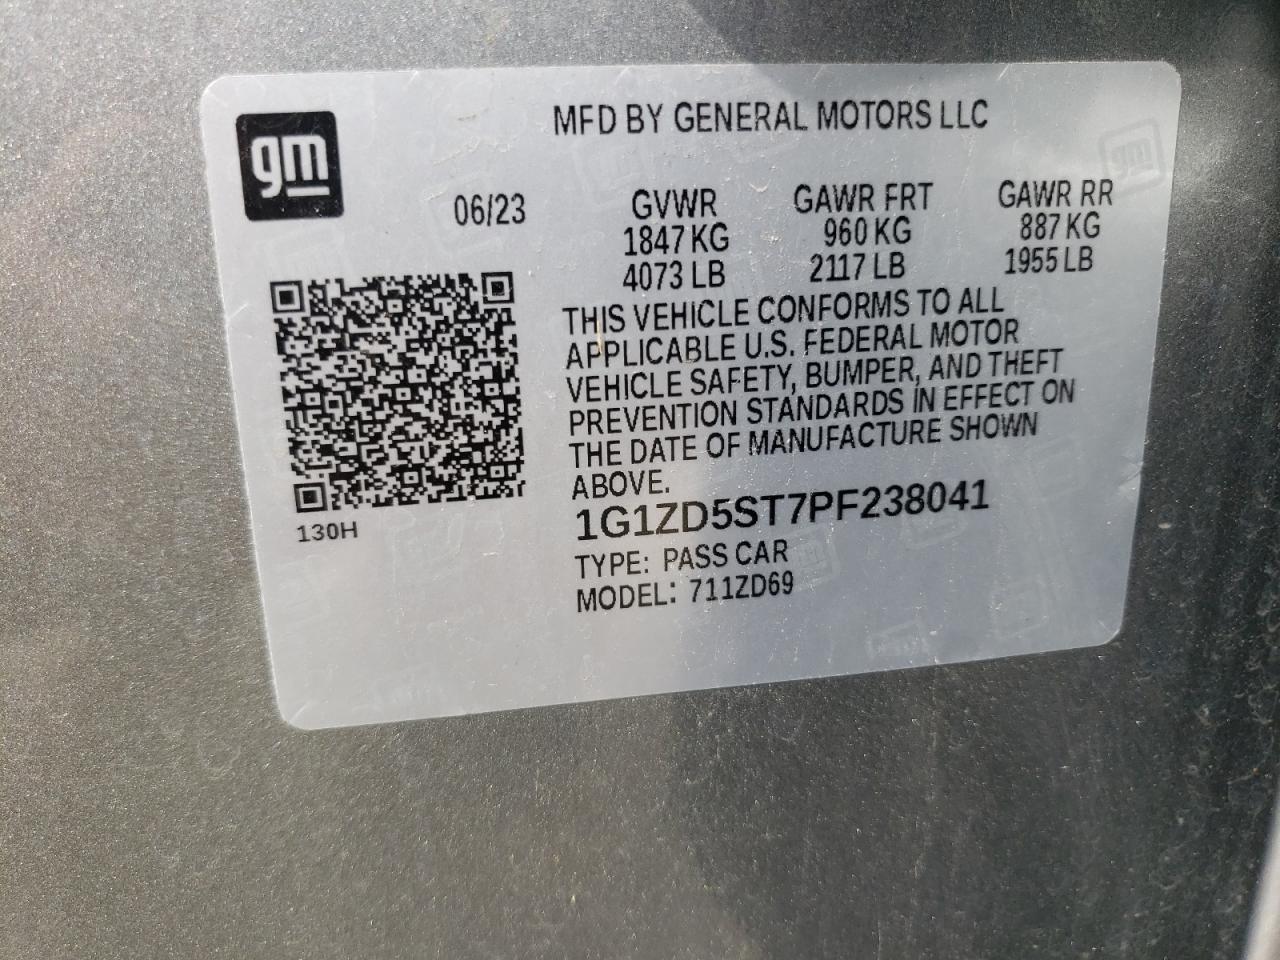 gm
MFD BY GENERAL MOTORS LLC
06/23
GVWR GAWR FRT GAWR RR
1847 KG 960 KG 887 KG
4073 LB 2117 LB 1955 LB
THIS VEHICLE CONFORMS TO ALL
APPLICABLE U.S. FEDERAL MOTOR
VEHICLE SAFETY, BUMPER, AND THEFT
PREVENTION STANDARDS IN EFFECT ON
THE DATE OF MANUFACTURE SHOWN
ABOVE.
1G1ZD5ST7PF238041
TYPE: PASS CAR
MODEL: 711ZD69
130H